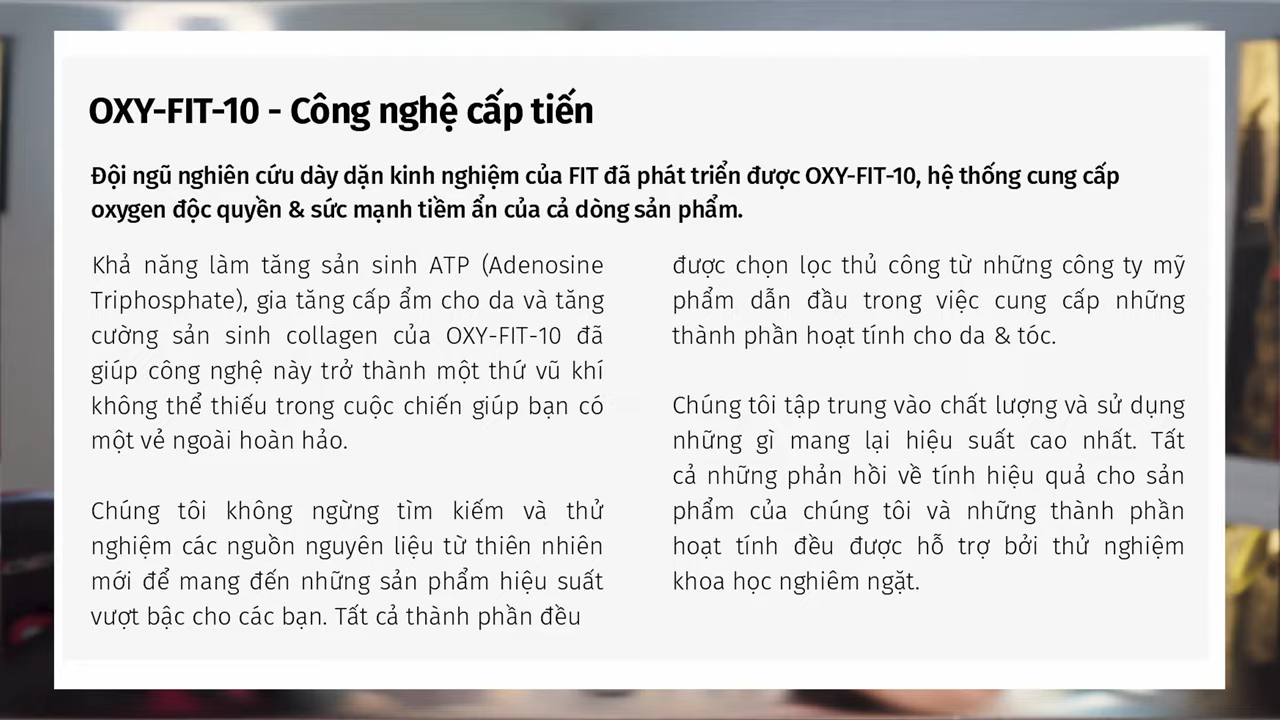 OXY-FIT-10 - Công nghệ cấp tiến
Đội ngũ nghiên cứu dày dặn kinh nghiệm của FIT đã phát triển được OXY-FIT-10, hệ thống cung cấp
oxygen độc quyền & sức mạnh tiềm ẩn của cả dòng sản phẩm.
Khả năng làm tăng sản sinh ATP (Adenosine
Triphosphate), gia tăng cấp ẩm cho da và tăng
cường sản sinh collagen của OXY-FIT-10 đã
giúp công nghệ này trở thành một thứ vũ khí
không thể thiếu trong cuộc chiến giúp bạn có
một vẻ ngoài hoàn hảo.
Chúng tôi không ngừng tìm kiếm và thử
nghiệm các nguồn nguyên liệu từ thiên nhiên
mới để mang đến những sản phẩm hiệu suất
vượt bậc cho các bạn. Tất cả thành phần đều
được chọn lọc thủ công từ những công ty mỹ
phẩm dẫn đầu trong việc cung cấp những
thành phần hoạt tính cho da & tóc.
Chúng tôi tập trung vào chất lượng và sử dụng
những gì mang lại hiệu suất cao nhất. Tất
cả những phản hồi về tính hiệu quả cho sản
phẩm của chúng tôi và những thành phần
hoạt tính đều được hỗ trợ bởi thử nghiệm
khoa học nghiêm ngặt.